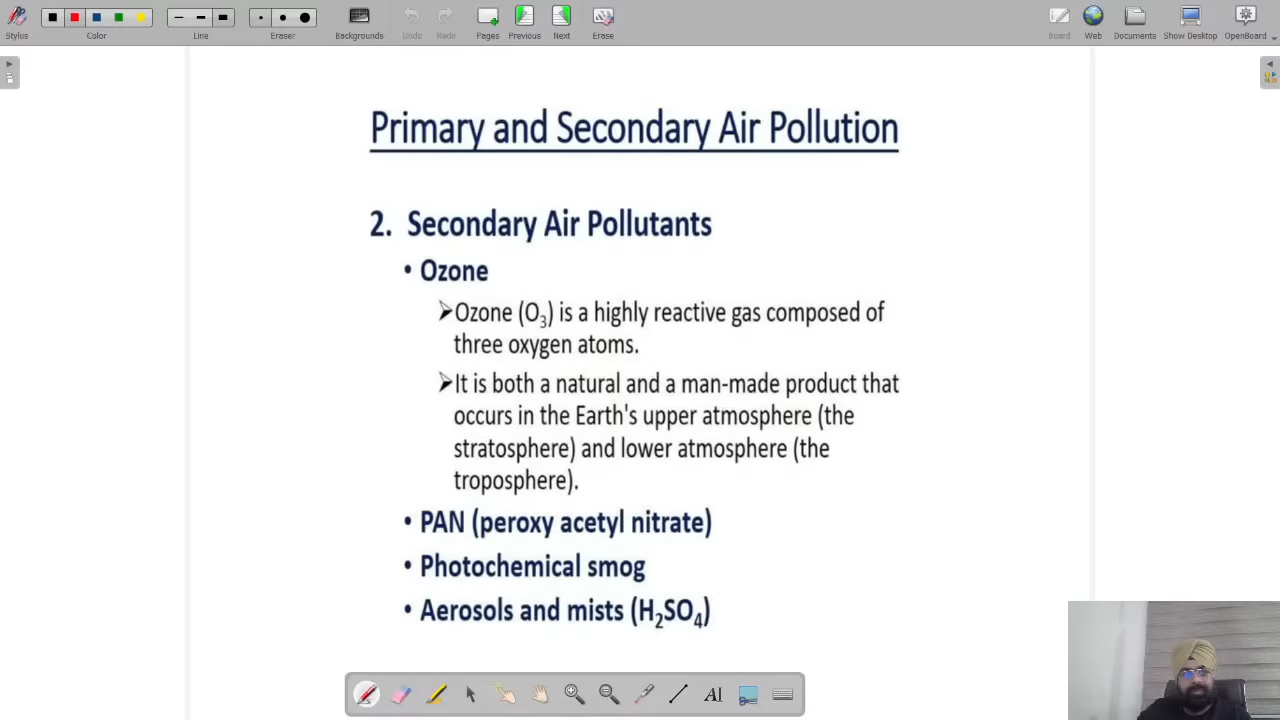 Stylus
Color
Line
Eraser
Backgrounds
Undo
Redo
Pages
Previous
Next
Erase
Board
Web
Documents
Show Desktop
OpenBoard
Primary and Secondary Air Pollution
2. Secondary Air Pollutants
• Ozone
➢Ozone (O₃) is a highly reactive gas composed of
three oxygen atoms.
➢It is both a natural and a man-made product that
occurs in the Earth's upper atmosphere (the
stratosphere) and lower atmosphere (the
troposphere).
• PAN (peroxy acetyl nitrate)
• Photochemical smog
• Aerosols and mists (H₂SO₄)
AI